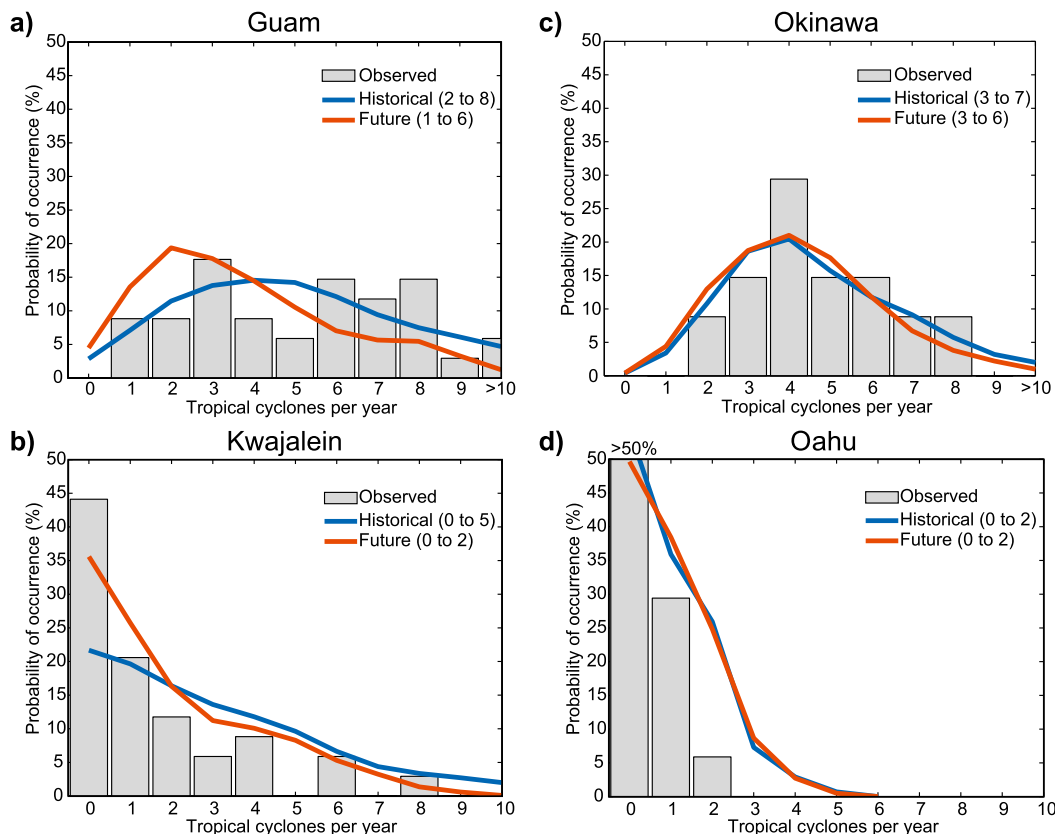 a) Guam
50
45
40
35
30
25
20
15
10
5
0
Probability of occurrence (%)
Observed
Historical (2 to 8)
Future (1 to 6)
0 1 2 3 4 5 6 7 8 9 >10
Tropical cyclones per year
c) Okinawa
50
45
40
35
30
25
20
15
10
5
0
Probability of occurrence (%)
Observed
Historical (3 to 7)
Future (3 to 6)
0 1 2 3 4 5 6 7 8 9 >10
Tropical cyclones per year
b) Kwajalein
50
45
40
35
30
25
20
15
10
5
0
Probability of occurrence (%)
Observed
Historical (0 to 5)
Future (0 to 2)
0 1 2 3 4 5 6 7 8 9 10
Tropical cyclones per year
d) Oahu
>50%
50
45
40
35
30
25
20
15
10
5
0
Probability of occurrence (%)
Observed
Historical (0 to 2)
Future (0 to 2)
0 1 2 3 4 5 6 7 8 9 10
Tropical cyclones per year